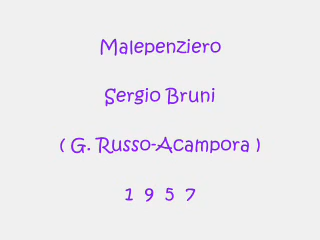 Malepenziero
Sergio Bruni
( G. Russo-Acampora )
1 9 5 7